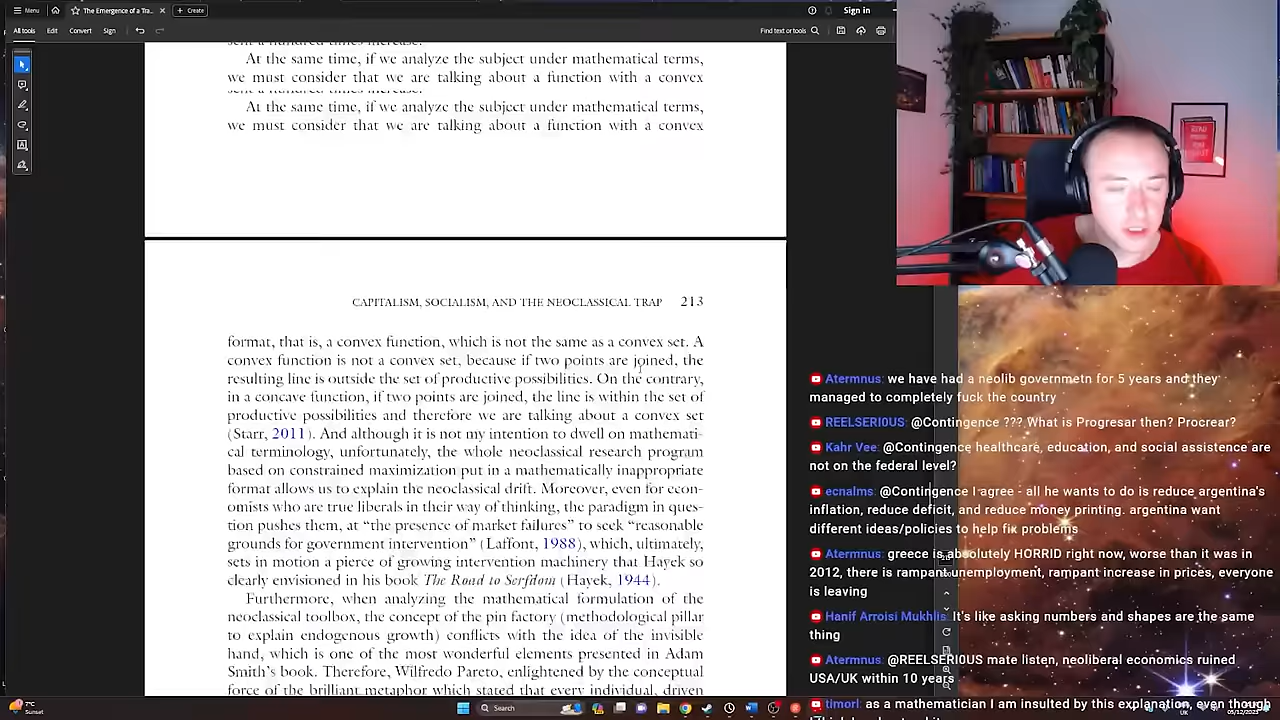 Menu
The Emergence of a Tra...
Create
Sign in
All tools
Edit
Convert
Sign
Find text or tools
At the same time, if we analyze the subject under mathematical terms,
we must consider that we are talking about a function with a convex
At the same time, if we analyze the subject under mathematical terms,
we must consider that we are talking about a function with a convex
CAPITALISM, SOCIALISM, AND THE NEOCLASSICAL TRAP 213
format, that is, a convex function, which is not the same as a convex set. A
convex function is not a convex set, because if two points are joined, the
resulting line is outside the set of productive possibilities. On the contrary,
in a concave function, if two points are joined, the line is within the set of
productive possibilities and therefore we are talking about a convex set
(Starr, 2011). And although it is not my intention to dwell on mathemati-
cal terminology, unfortunately, the whole neoclassical research program
based on constrained maximization put in a mathematically inappropriate
format allows us to explain the neoclassical drift. Moreover, even for econ-
omists who are true liberals in their way of thinking, the paradigm in ques-
tion pushes them, at “the presence of market failures” to seek “reasonable
grounds for government intervention” (Laffont, 1988), which, ultimately,
sets in motion a pierce of growing intervention machinery that Hayek so
clearly envisioned in his book The Road to Serfdom (Hayek, 1944).
Furthermore, when analyzing the mathematical formulation of the
neoclassical toolbox, the concept of the pin factory (methodological pillar
to explain endogenous growth) conflicts with the idea of the invisible
hand, which is one of the most wonderful elements presented in Adam
Smith's book. Therefore, Wilfredo Pareto, enlightened by the conceptual
force of the brilliant metaphor which stated that every individual, driven
Atermnus: we have had a neolib governmetn for 5 years and they
managed to completely fuck the country
REELSERI0US: @Contingence ??? What is Progresar then? Procrear?
Kahr Vee: @Contingence healthcare, education, and social assistence are
not on the federal level?
ecnalms: @Contingence I agree - all he wants to do is reduce argentina's
inflation, reduce deficit, and reduce money printing. argentina want
different ideas/policies to help fix problems
Atermnus: greece is absolutely HORRID right now, worse than it was in
2012, there is rampant unemployment, rampant increase in prices, everyone
is leaving
Hanif Arroisi Mukhlis: It's like asking numbers and shapes are the same
thing
Atermnus: @REELSERI0US mate listen, neoliberal economics ruined
USA/UK within 10 years
timorl: as a mathematician I am insulted by this explanation, even though
7°C
Sunset
Search
05/12/2023